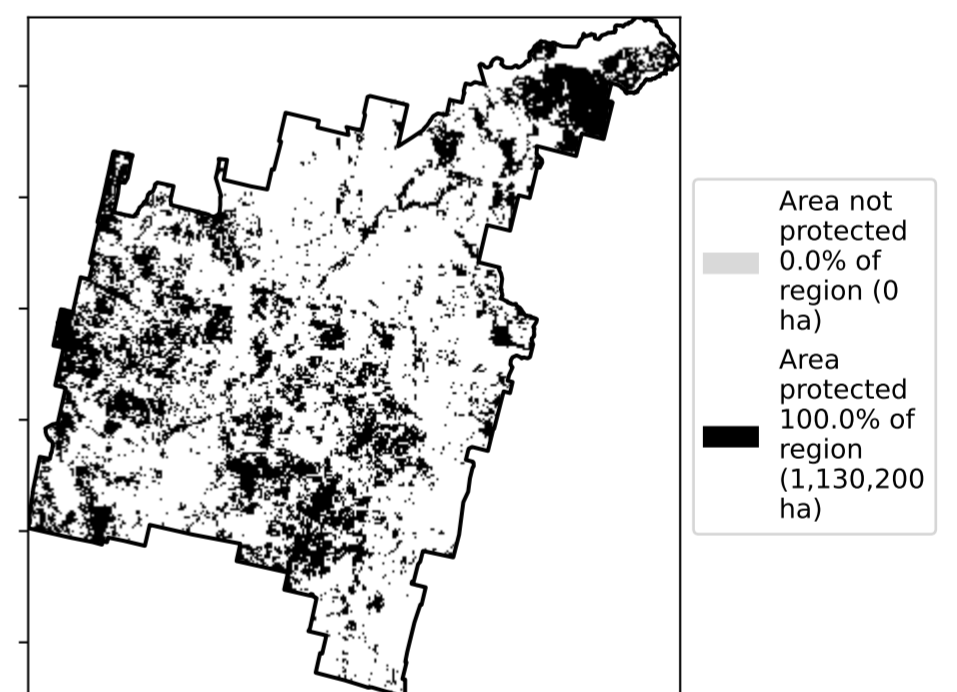 Area not
protected
0.0% of
region (0
ha)
Area
protected
100.0% of
region
(1,130,200
ha)